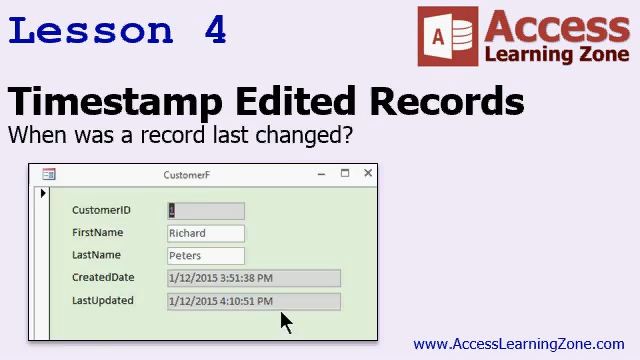 Lesson 4
A
Access
Learning Zone
Timestamp Edited Records
When was a record last changed?
CustomerF
CustomerID 1
FirstName Richard
LastName Peters
CreatedDate 1/12/2015 3:51:38 PM
LastUpdated 1/12/2015 4:10:51 PM
www.AccessLearningZone.com